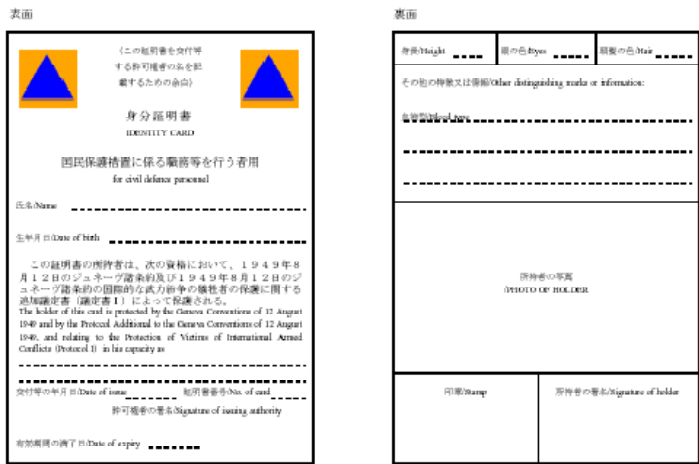 表面
（この証明書を交付等
する許可権者の名を記
載するための余白）
身分証明書
IDENTITY CARD
国民保護措置に係る職務等を行う者用
for civil defence personnel
氏名/Name
生年月日/Date of birth
この証明書の所持者は、次の資格において、１９４９年８
月１２日のジュネーヴ諸条約及び１９４９年８月１２日のジ
ュネーヴ諸条約の国際的な武力紛争の犠牲者の保護に関する
追加議定書（議定書Ｉ）によって保護される。
The holder of this card is protected by the Geneva Conventions of 12 August
1949 and by the Protocol Additional to the Geneva Conventions of 12 August
1949, and relating to the Protection of Victims of International Armed
Conflicts (Protocol I) in his capacity as
交付等の年月日/Date of issue 証明書番号/No. of card
許可権者の署名/Signature of issuing authority
有効期間の満了日/Date of expiry
裏面
身長/Height 眼の色/Eyes 頭髪の色/Hair
その他の特徴又は情報/Other distinguishing marks or information:
血液型/Blood type
所持者の写真
/PHOTO OF HOLDER
印章/Stamp 所持者の署名/Signature of holder